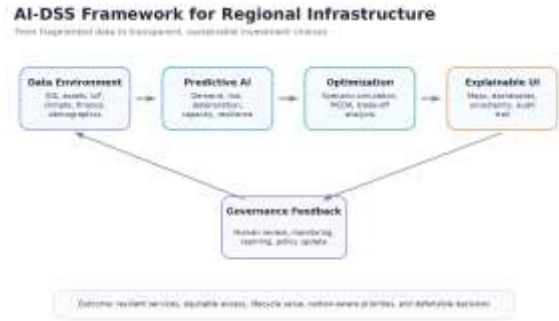 AI-DSS Framework for Regional Infrastructure
From fragmented data to transparent, sustainable investment choices
Data Environment
GIS, assets, IoT,
climate, finance,
demographics
Predictive AI
Demand, risk,
deterioration,
capacity, resilience
Optimization
Scenario simulation,
MCDA, trade-off
analysis
Explainable UI
Maps, dashboards,
uncertainty, audit
trail
Governance Feedback
Human review, monitoring,
learning, policy update
Outcome: resilient services, equitable access, lifecycle value, carbon-aware priorities, and defensible decisions